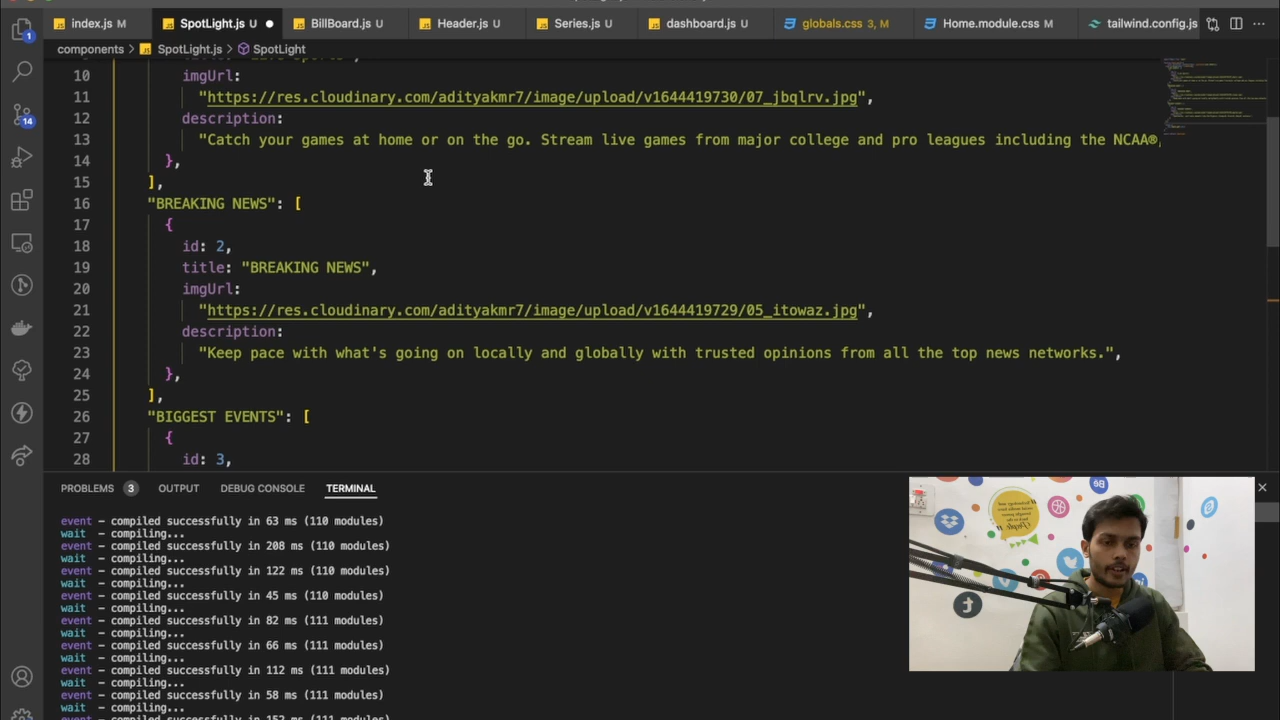 index.js M
SpotLight.js U
BillBoard.js U
Header.js U
Series.js U
dashboard.js U
globals.css 3, M
Home.module.css M
tailwind.config.js
components > SpotLight.js > SpotLight
10 imgUrl:
11 "https://res.cloudinary.com/adityakmr7/image/upload/v1644419730/07_jbqlrv.jpg",
12 description:
13 "Catch your games at home or on the go. Stream live games from major college and pro leagues including the NCAA®,
14 },
15 ],
16 "BREAKING NEWS": [
17 {
18 id: 2,
19 title: "BREAKING NEWS",
20 imgUrl:
21 "https://res.cloudinary.com/adityakmr7/image/upload/v1644419729/05_itowaz.jpg",
22 description:
23 "Keep pace with what's going on locally and globally with trusted opinions from all the top news networks.",
24 },
25 ],
26 "BIGGEST EVENTS": [
27 {
28 id: 3,
1
14
PROBLEMS 3 OUTPUT DEBUG CONSOLE TERMINAL
event - compiled successfully in 63 ms (110 modules)
wait - compiling...
event - compiled successfully in 208 ms (110 modules)
wait - compiling...
event - compiled successfully in 122 ms (110 modules)
wait - compiling...
event - compiled successfully in 45 ms (110 modules)
wait - compiling...
event - compiled successfully in 82 ms (111 modules)
wait - compiling...
event - compiled successfully in 66 ms (111 modules)
wait - compiling...
event - compiled successfully in 112 ms (111 modules)
wait - compiling...
event - compiled successfully in 58 ms (111 modules)
wait - compiling...
event - compiled successfully in 152 ms (111 modules)